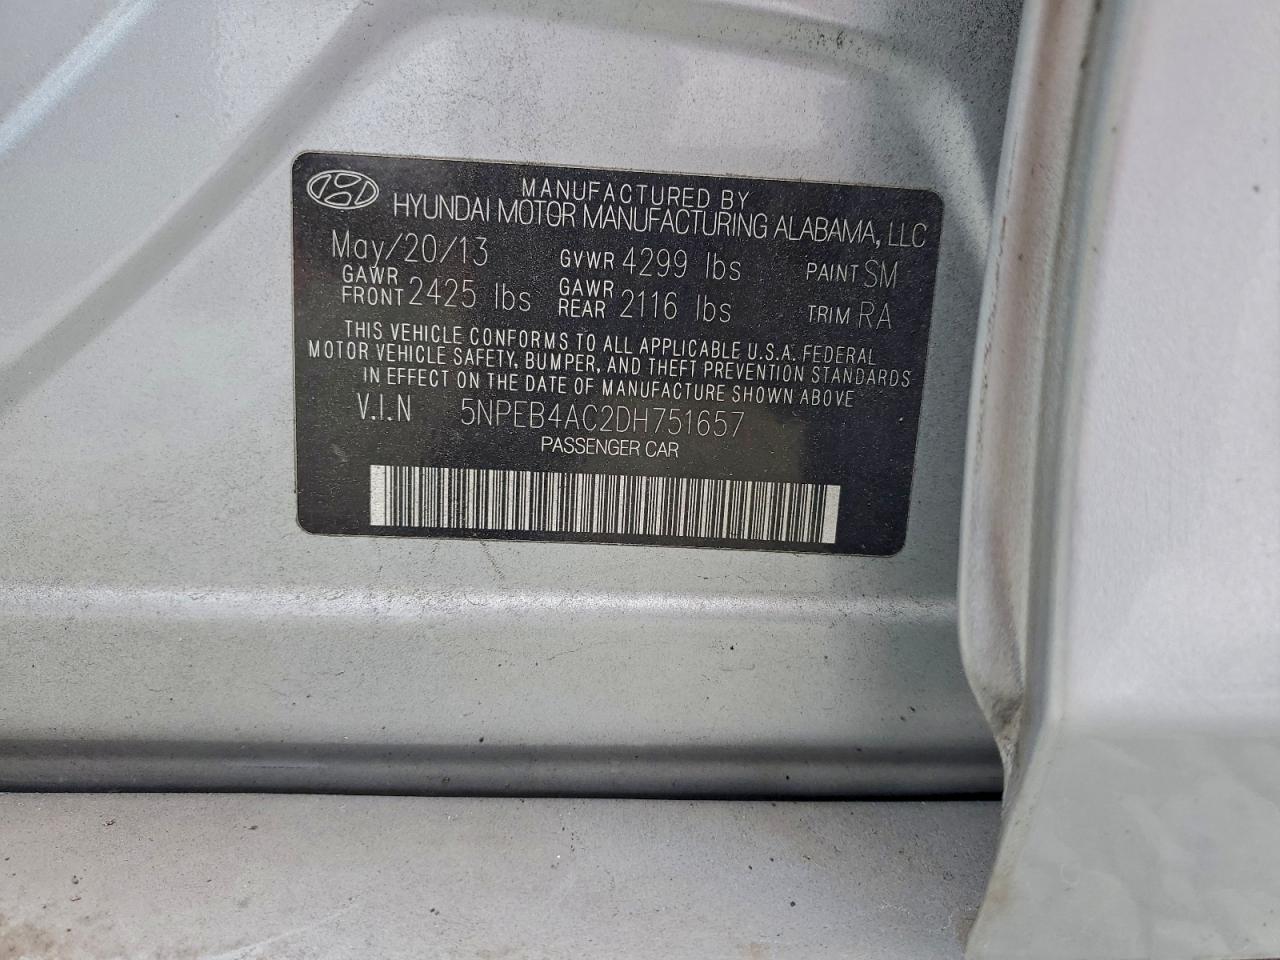 MANUFACTURED BY
HYUNDAI MOTOR MANUFACTURING ALABAMA, LLC
May/20/13 GVWR 4299 lbs PAINT SM
GAWR FRONT 2425 lbs GAWR REAR 2116 lbs TRIM RA
THIS VEHICLE CONFORMS TO ALL APPLICABLE U.S.A. FEDERAL
MOTOR VEHICLE SAFETY, BUMPER, AND THEFT PREVENTION STANDARDS
IN EFFECT ON THE DATE OF MANUFACTURE SHOWN ABOVE
V.I.N 5NPEB4AC2DH751657
PASSENGER CAR